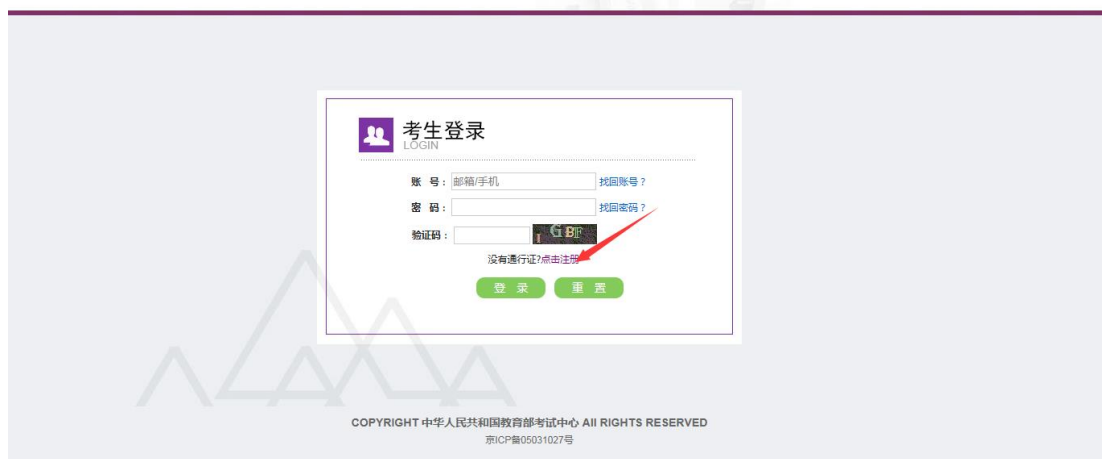 考生登录
LOGIN
账 号: 邮箱/手机 找回账号?
密 码: 找回密码?
验证码: 1GBF
没有通行证?点击注册
登 录 重 置
COPYRIGHT 中华人民共和国教育部考试中心 All RIGHTS RESERVED
京ICP备05031027号